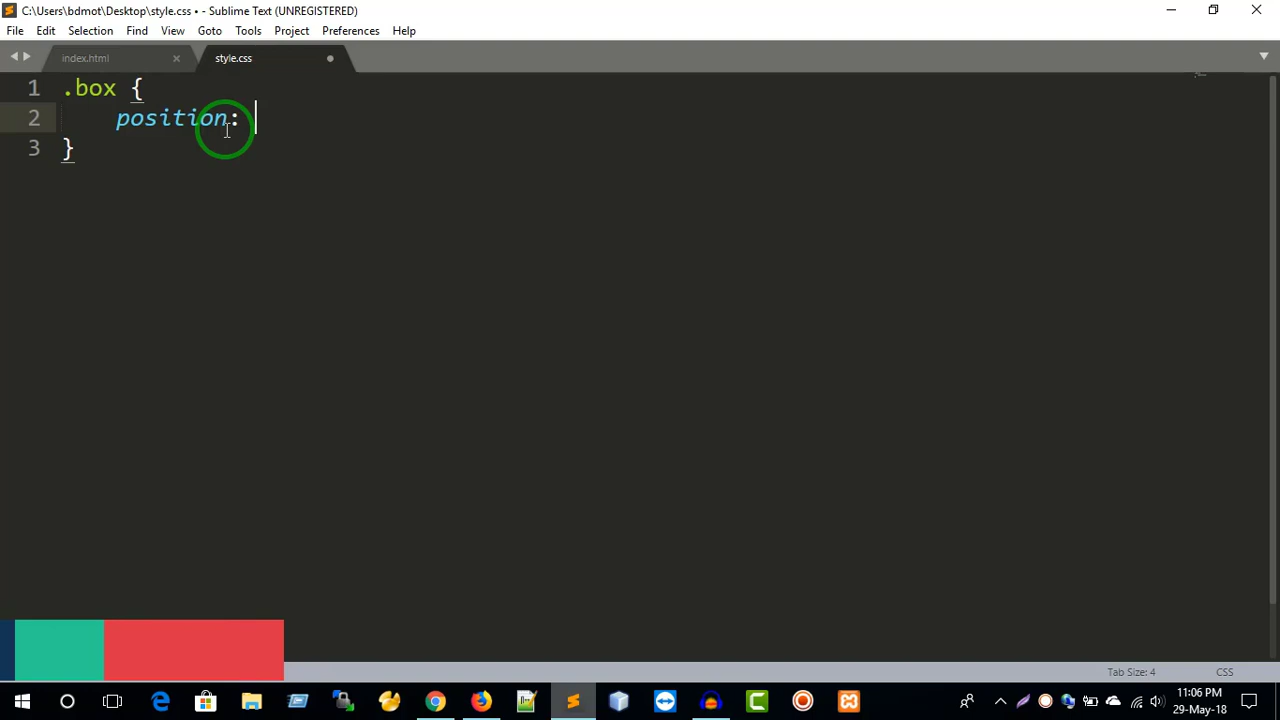 C:\Users\bdmot\Desktop\style.css • - Sublime Text (UNREGISTERED)
File Edit Selection Find View Goto Tools Project Preferences Help
index.html style.css
1 .box {
2 position:
3 }
Tab Size: 4 CSS
11:06 PM
29-May-18